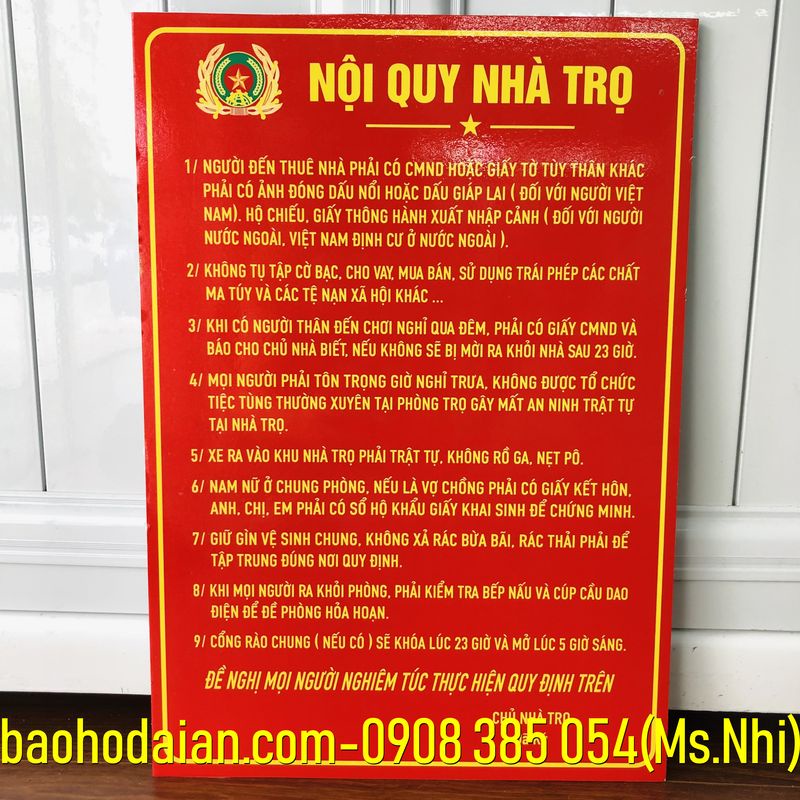 NỘI QUY NHÀ TRỌ
1/ NGƯỜI ĐẾN THUÊ NHÀ PHẢI CÓ CMND HOẶC GIẤY TỜ TÙY THÂN KHÁC
PHẢI CÓ ẢNH ĐÓNG DẤU NỔI HOẶC DẤU GIÁP LAI ( ĐỐI VỚI NGƯỜI VIỆT
NAM). HỘ CHIẾU, GIẤY THÔNG HÀNH XUẤT NHẬP CẢNH ( ĐỐI VỚI NGƯỜI
NƯỚC NGOÀI, VIỆT NAM ĐỊNH CƯ Ở NƯỚC NGOÀI ).
2/ KHÔNG TỤ TẬP CỜ BẠC, CHO VAY, MUA BÁN, SỬ DỤNG TRÁI PHÉP CÁC CHẤT
MA TÚY VÀ CÁC TỆ NẠN XÃ HỘI KHÁC ...
3/ KHI CÓ NGƯỜI THÂN ĐẾN CHƠI NGHỈ QUA ĐÊM, PHẢI CÓ GIẤY CMND VÀ
BÁO CHO CHỦ NHÀ BIẾT, NẾU KHÔNG SẼ BỊ MỜI RA KHỎI NHÀ SAU 23 GIỜ.
4/ MỌI NGƯỜI PHẢI TÔN TRỌNG GIỜ NGHỈ TRƯA, KHÔNG ĐƯỢC TỔ CHỨC
TIỆC TÙNG THƯỜNG XUYÊN TẠI PHÒNG TRỌ GÂY MẤT AN NINH TRẬT TỰ
TẠI NHÀ TRỌ.
5/ XE RA VÀO KHU NHÀ TRỌ PHẢI TRẬT TỰ, KHÔNG RỒ GA, NẸT PÔ.
6/ NAM NỮ Ở CHUNG PHÒNG, NẾU LÀ VỢ CHỒNG PHẢI CÓ GIẤY KẾT HÔN,
ANH, CHỊ, EM PHẢI CÓ SỔ HỘ KHẨU GIẤY KHAI SINH ĐỂ CHỨNG MINH.
7/ GIỮ GÌN VỆ SINH CHUNG, KHÔNG XẢ RÁC BỪA BÃI, RÁC THẢI PHẢI ĐỂ
TẬP TRUNG ĐÚNG NƠI QUY ĐỊNH.
8/ KHI MỌI NGƯỜI RA KHỎI PHÒNG, PHẢI KIỂM TRA BẾP NẤU VÀ CÚP CẦU DAO
ĐIỆN ĐỂ ĐỀ PHÒNG HỎA HOẠN.
9/ CỔNG RÀO CHUNG ( NẾU CÓ ) SẼ KHÓA LÚC 23 GIỜ VÀ MỞ LÚC 5 GIỜ SÁNG.
ĐỀ NGHỊ MỌI NGƯỜI NGHIÊM TÚC THỰC HIỆN QUY ĐỊNH TRÊN
CHỦ NHÀ TRỌ
baohodaian.com-0908 385 054(Ms.Nhi)